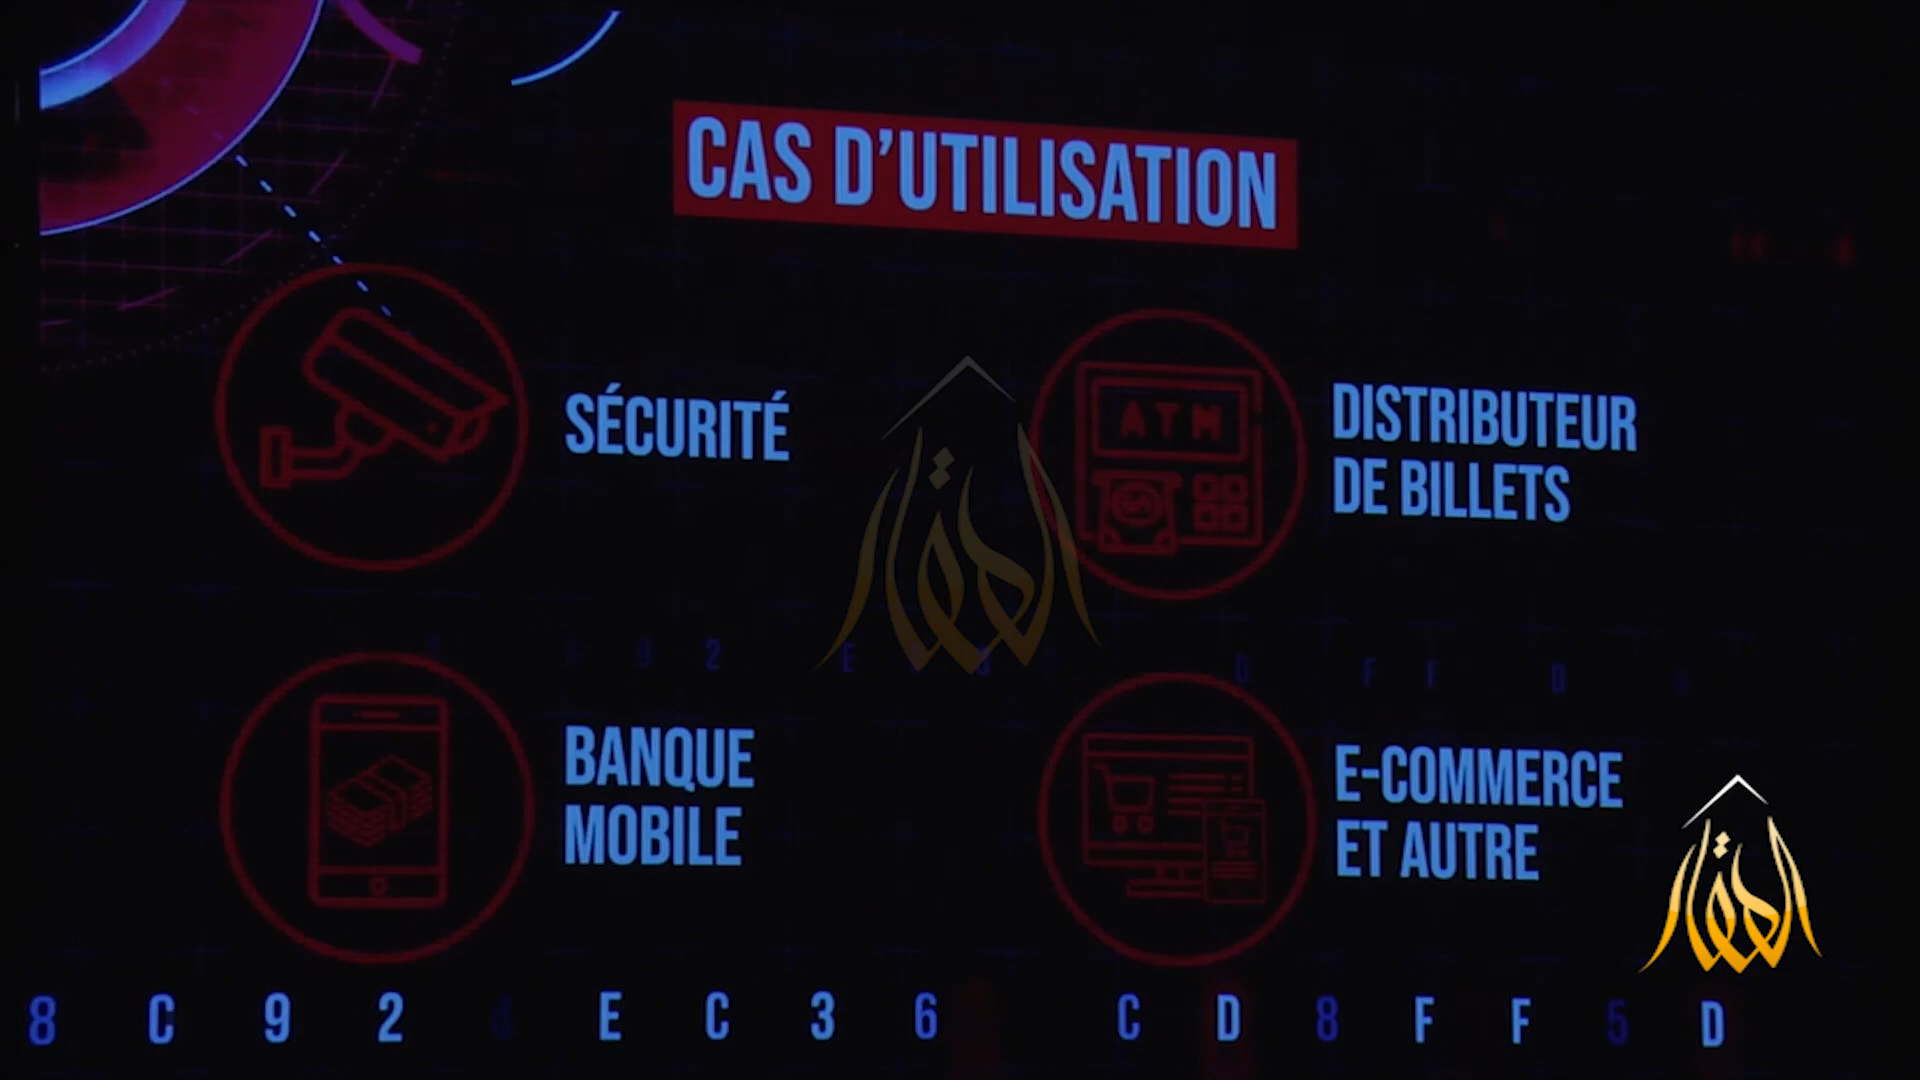 CAS D'UTILISATION
SÉCURITÉ
ATM
DISTRIBUTEUR
DE BILLETS
2 E D F F D
BANQUE
MOBILE
E-COMMERCE
ET AUTRE
8 C 9 2 E C 3 6 C D 8 F F 5 D